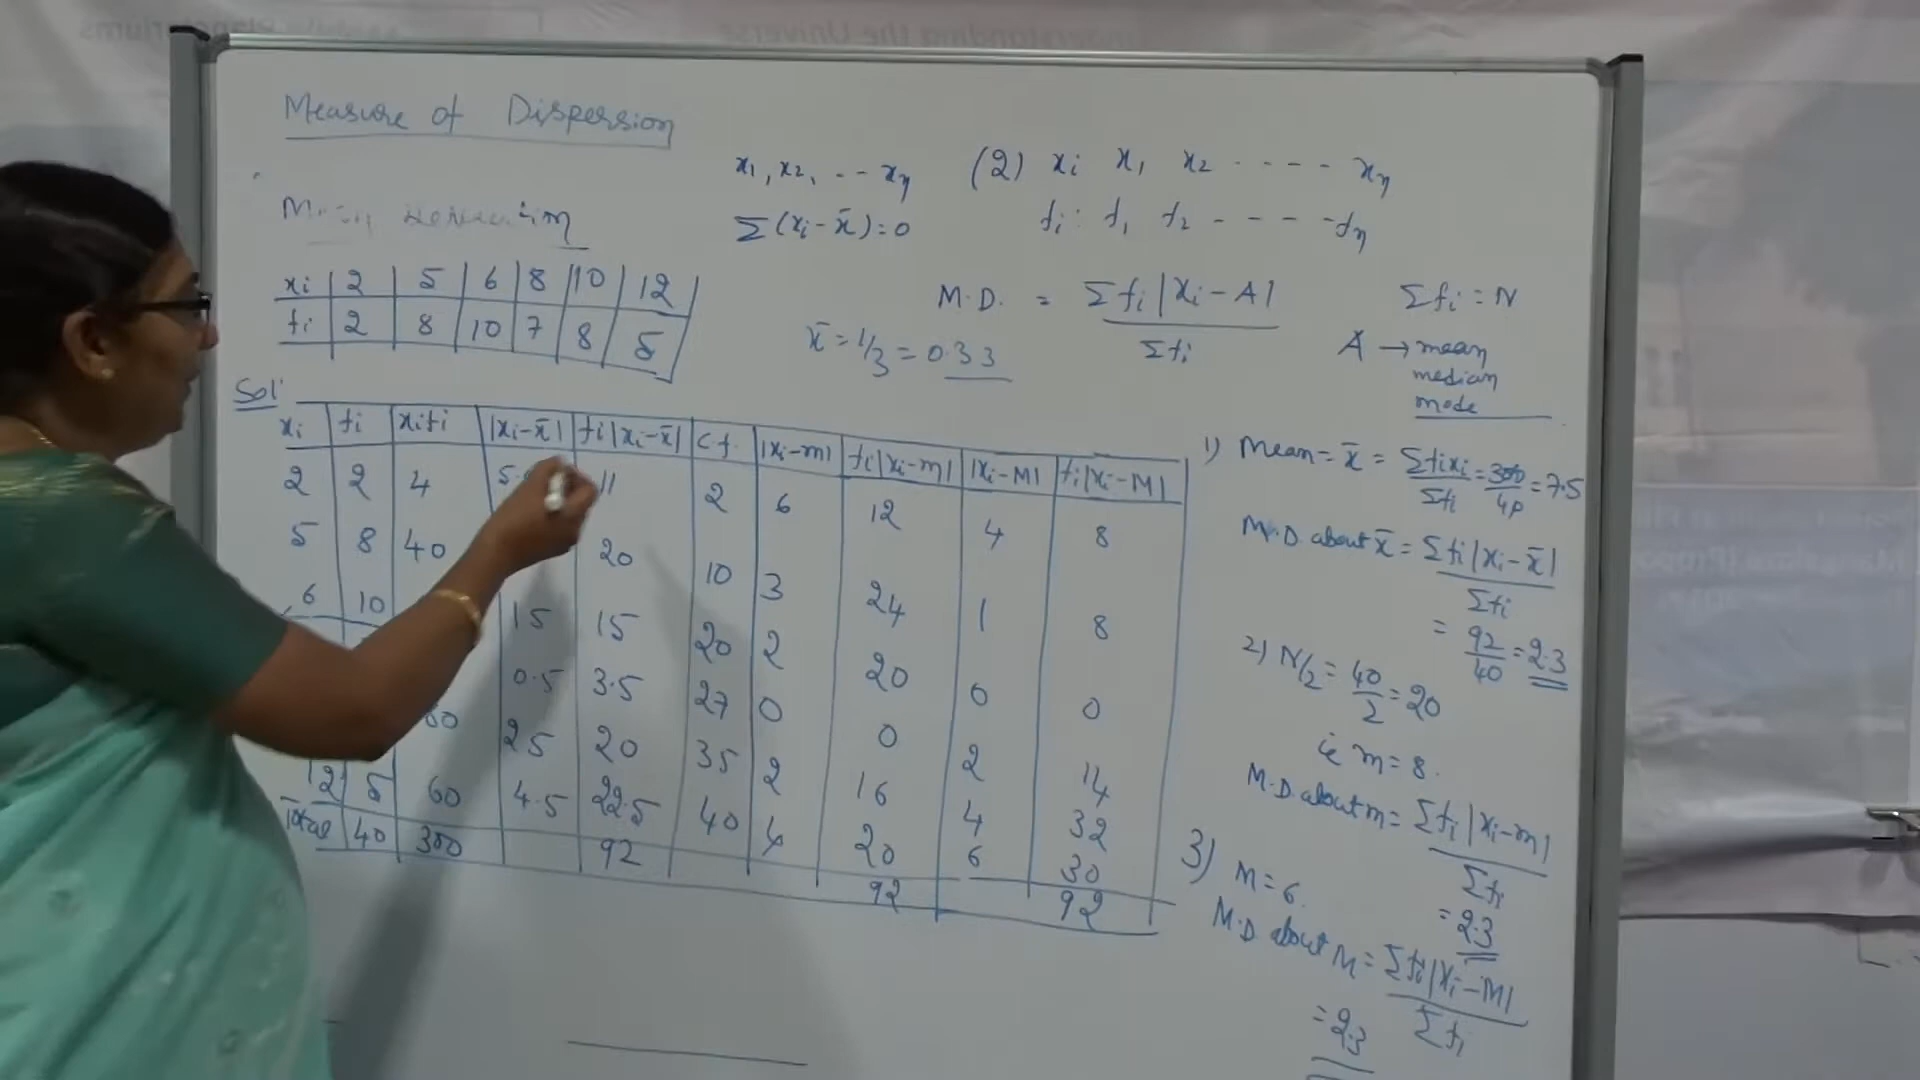 Measure of Dispersion
x₁, x₂, -- xη
Σ(xᵢ-x̄)=0
(2) xᵢ x₁ x₂ ---- xη
fᵢ: f₁ f₂ ---- fη
xᵢ | 2 | 5 | 6 | 8 | 10 | 12
fᵢ | 2 | 8 | 10 | 7 | 8 | 5
M.D. = Σfᵢ|xᵢ-A| / Σfᵢ
Σfᵢ = N
x̄ = 1/3 = 0.33
A → mean
median
mode
Sol
xᵢ | fᵢ | xᵢfᵢ | |xᵢ-x̄| | fᵢ|xᵢ-x̄| | c.f. | |xᵢ-m| | fᵢ|xᵢ-m| | |xᵢ-M| | fᵢ|xᵢ-M|
2 2 4 11 2 6 12 4 8
5 8 40 20 10 3 24 1 8
6 10 15 15 20 2 20 0 0
0.5 3.5 27 0 0 2 14
25 20 35 2 16 4 32
12 5 60 4.5 22.5 40 4 20 6 30
Total 40 300 92 92 92
1) Mean = x̄ = Σfᵢxᵢ / Σfᵢ = 300/40 = 7.5
M.D about x̄ = Σfᵢ|xᵢ-x̄| / Σfᵢ
= 92/40 = 2.3
2) N/2 = 40/2 = 20
ie m = 8.
M.D. about m = Σfᵢ|xᵢ-m| / Σfᵢ
= 2.3
3) M = 6.
M.D about M = Σfᵢ|xᵢ-M| / Σfᵢ
= 2.3